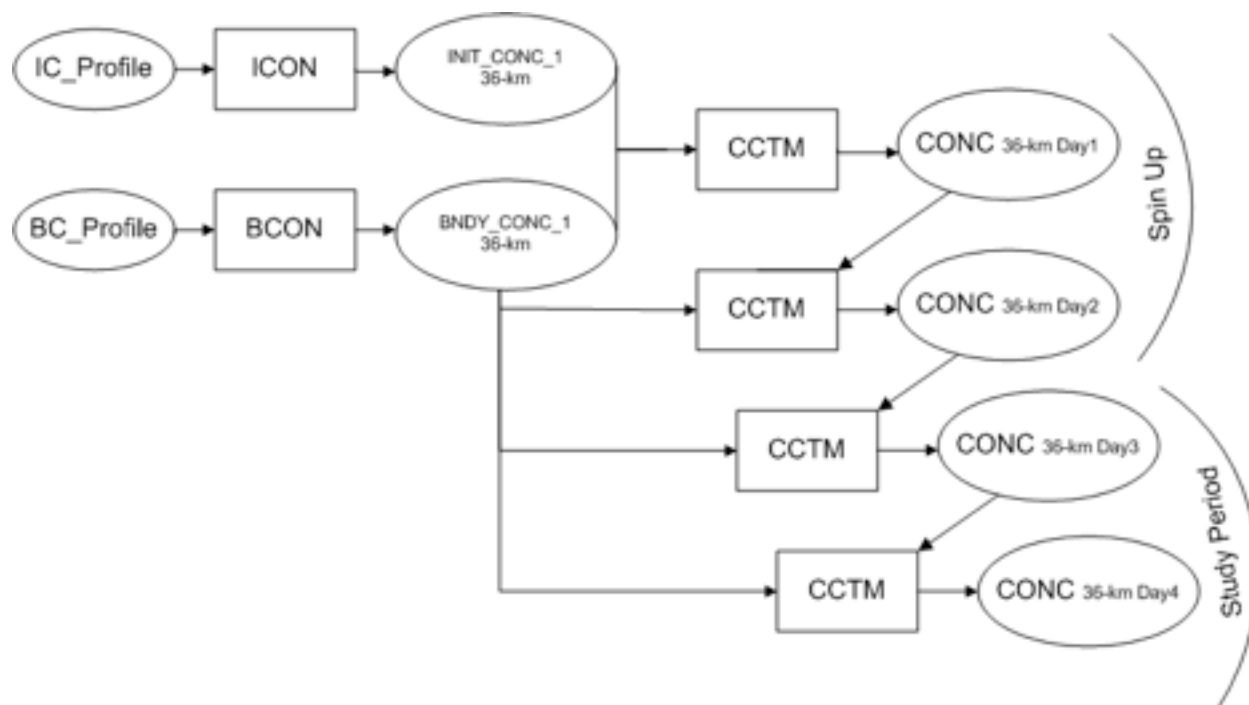 IC_Profile
ICON
INIT_CONC_1
36-km
BC_Profile
BCON
BNDY_CONC_1
36-km
CCTM
CONC 36-km Day1
CCTM
CONC 36-km Day2
Spin Up
CCTM
CONC 36-km Day3
CCTM
CONC 36-km Day4
Study Period